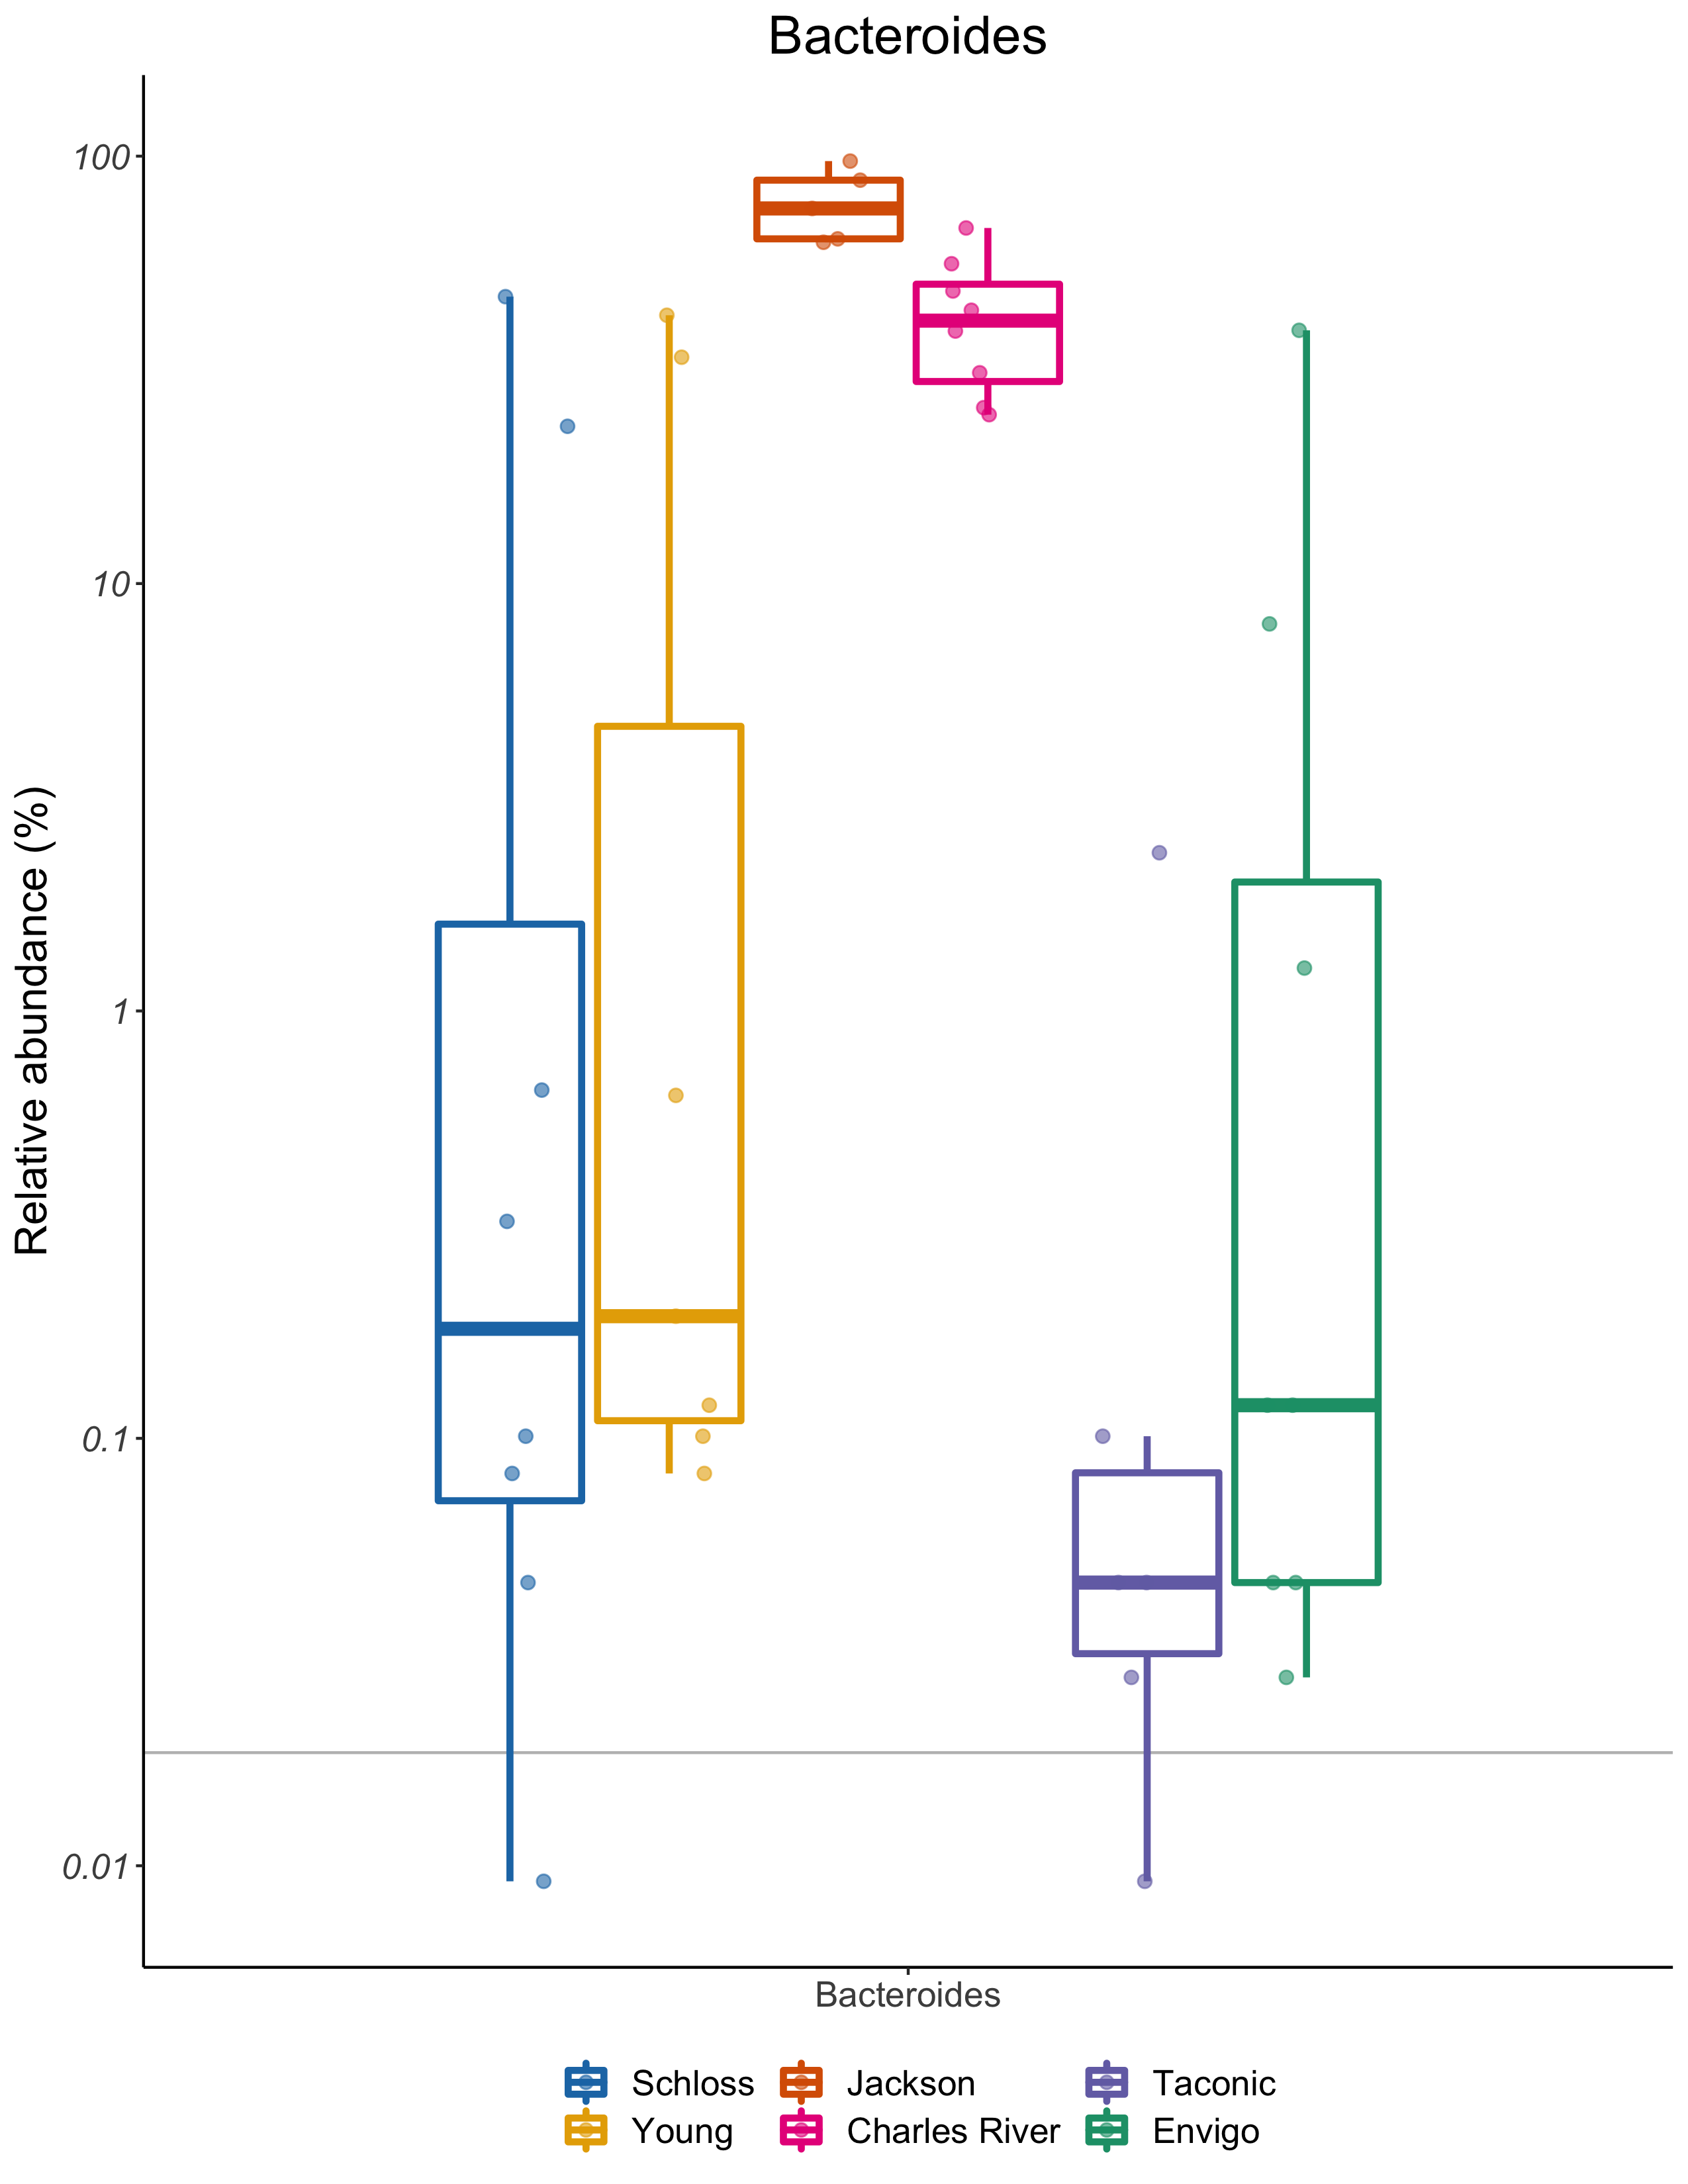 Bacteroides
100
10
1
0.1
0.01
Relative abundance (%)
Bacteroides
Schloss Jackson Taconic
Young Charles River Envigo